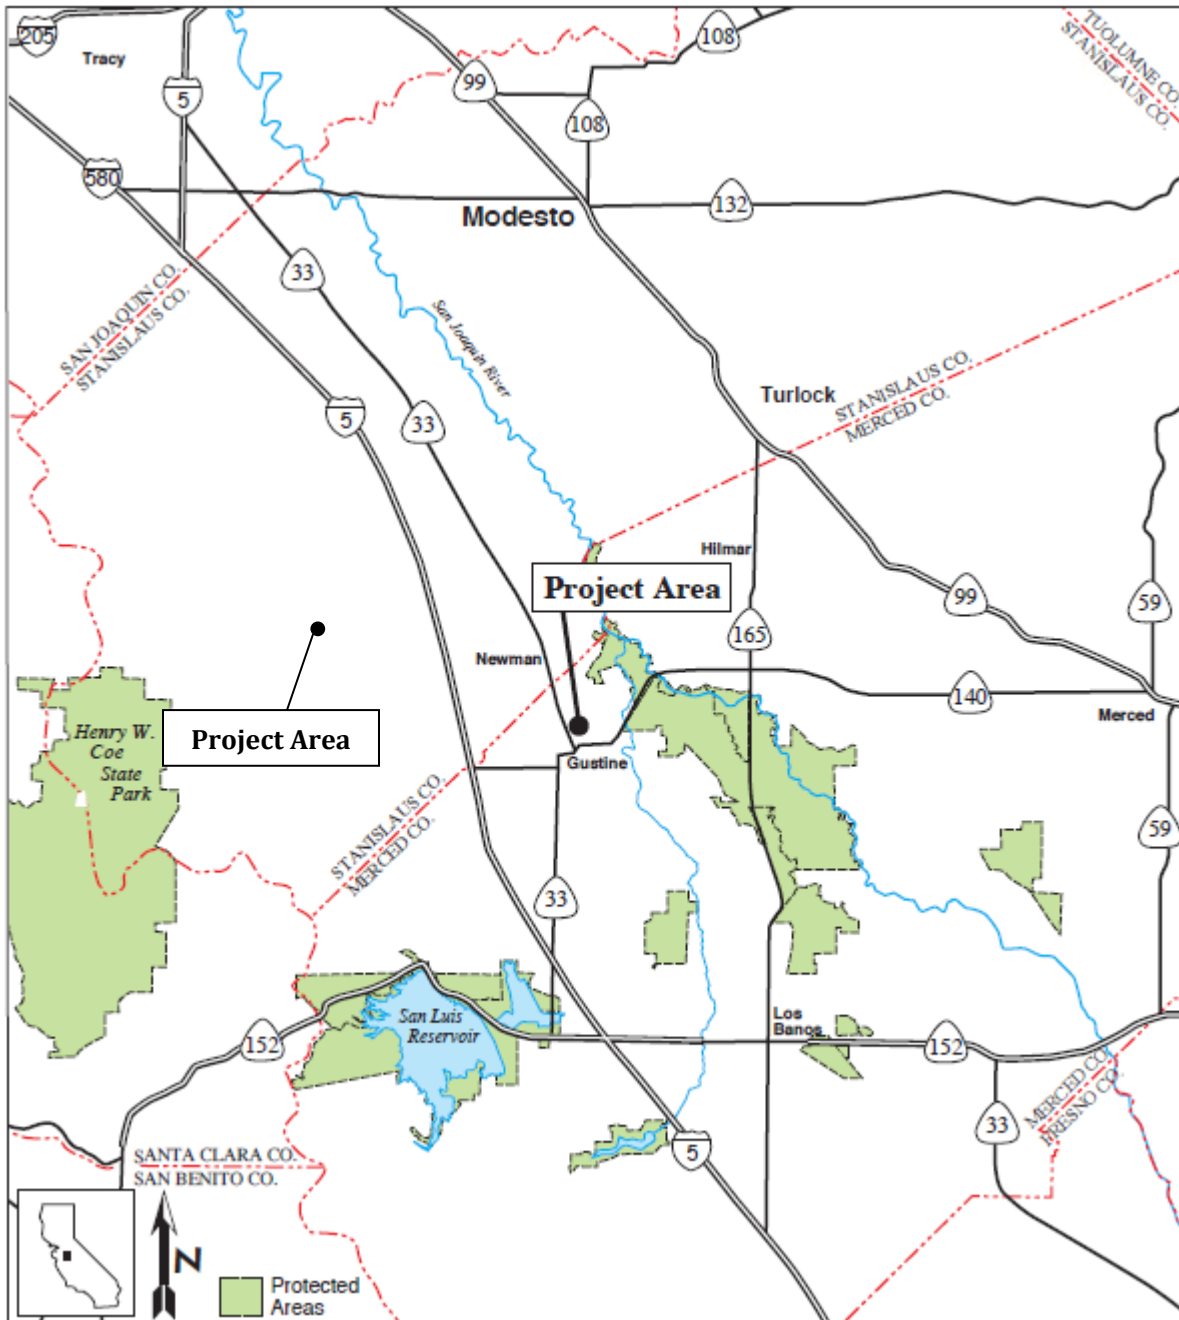 205
Tracy
5
99
108
108
TUOLUMNE CO.
STANISLAUS CO.
580
132
Modesto
33
SAN JOAQUIN CO.
STANISLAUS CO.
San Joaquin River
5
33
Turlock
STANISLAUS CO.
MERCED CO.
Hilmar
Project Area
99
59
165
Newman
140
Merced
Project Area
Henry W.
Coe
State
Park
Gustine
STANISLAUS CO.
MERCED CO.
59
33
San Luis
Reservoir
Los
Banos
152
152
MERCED CO.
FRESNO CO.
33
5
SANTA CLARA CO.
SAN BENITO CO.
N
Protected
Areas